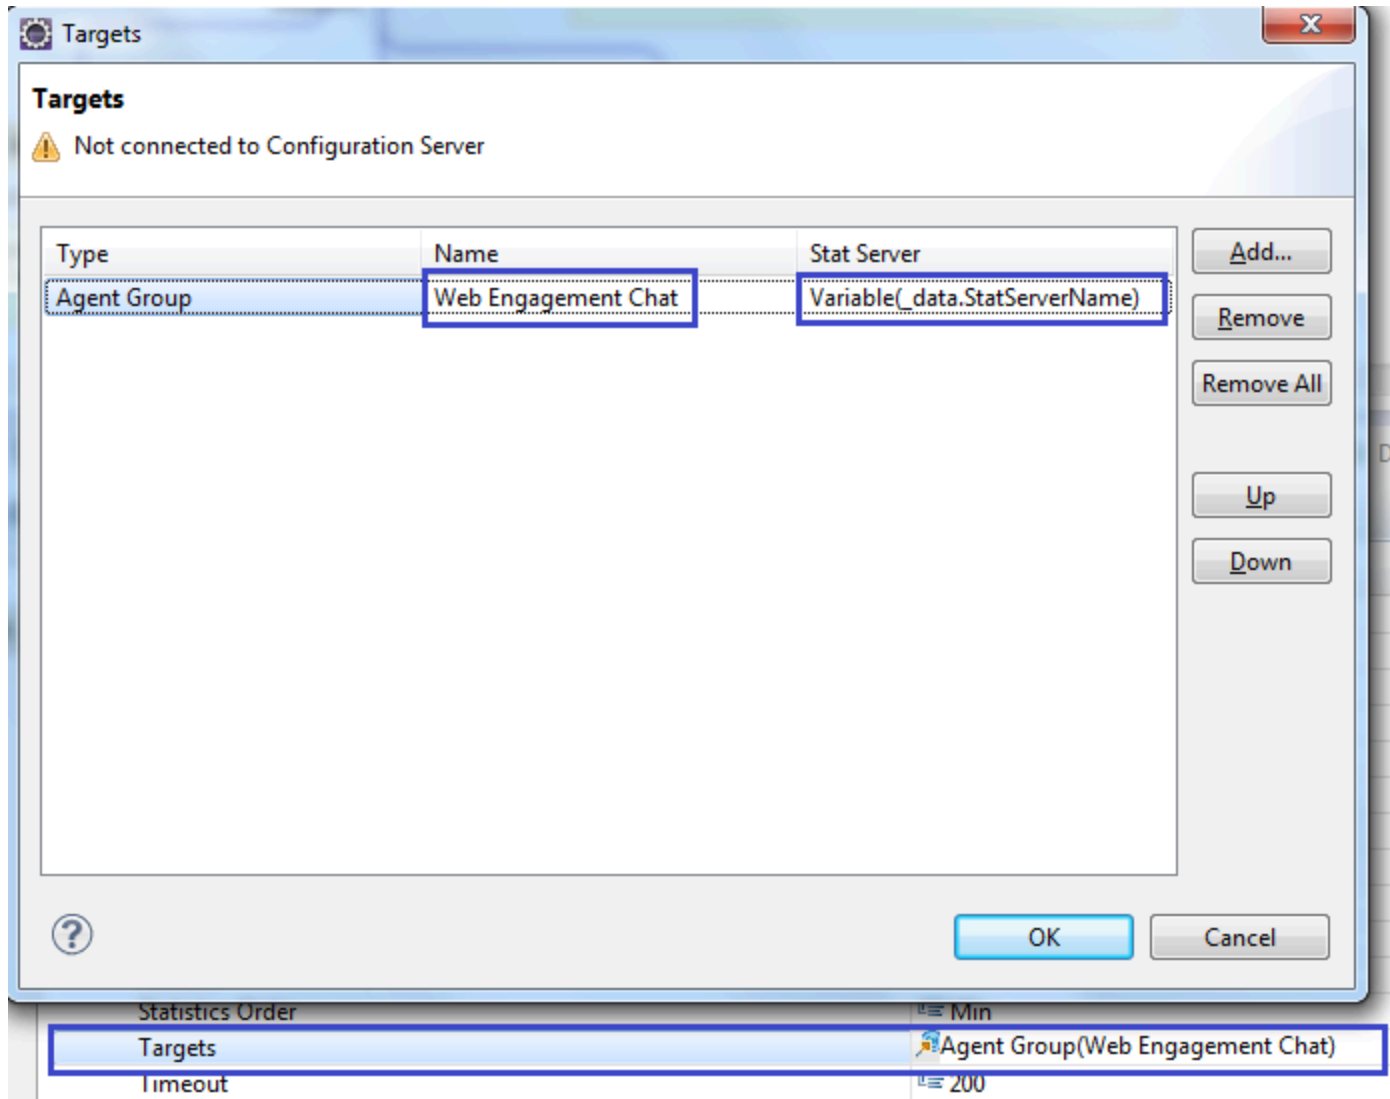 Targets
Targets
Not connected to Configuration Server
Type Name Stat Server
Agent Group Web Engagement Chat Variable(_data.StatServerName)
Add...
Remove
Remove All
D
Up
Down
OK Cancel
Statistics Order Min
Targets Agent Group(Web Engagement Chat)
Timeout 200